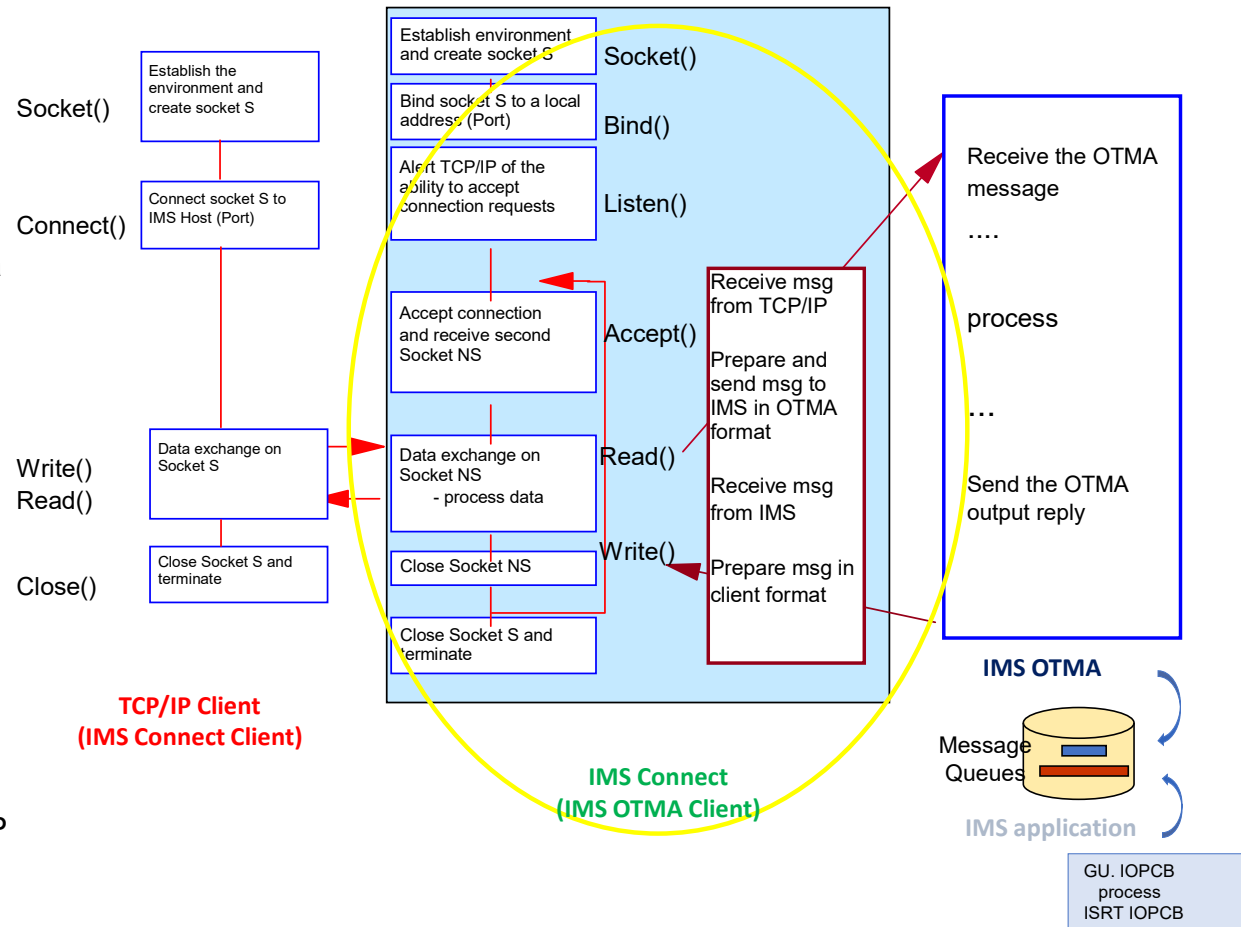 Socket()
Establish the
environment and
create socket S
Connect()
Connect socket S to
IMS Host (Port)
Write()
Read()
Data exchange on
Socket S
Close()
Close Socket S and
terminate
TCP/IP Client
(IMS Connect Client)
Establish environment
and create socket S
Socket()
Bind socket S to a local
address (Port)
Bind()
Alert TCP/IP of the
ability to accept
connection requests
Listen()
Accept connection
and receive second
Socket NS
Accept()
Data exchange on
Socket NS
- process data
Read()
Write()
Close Socket NS
Close Socket S and
terminate
Receive msg
from TCP/IP
Prepare and
send msg to
IMS in OTMA
format
Receive msg
from IMS
Prepare msg in
client format
IMS Connect
(IMS OTMA Client)
Receive the OTMA
message
....
process
...
Send the OTMA
output reply
IMS OTMA
Message
Queues
IMS application
GU. IOPCB
process
ISRT IOPCB